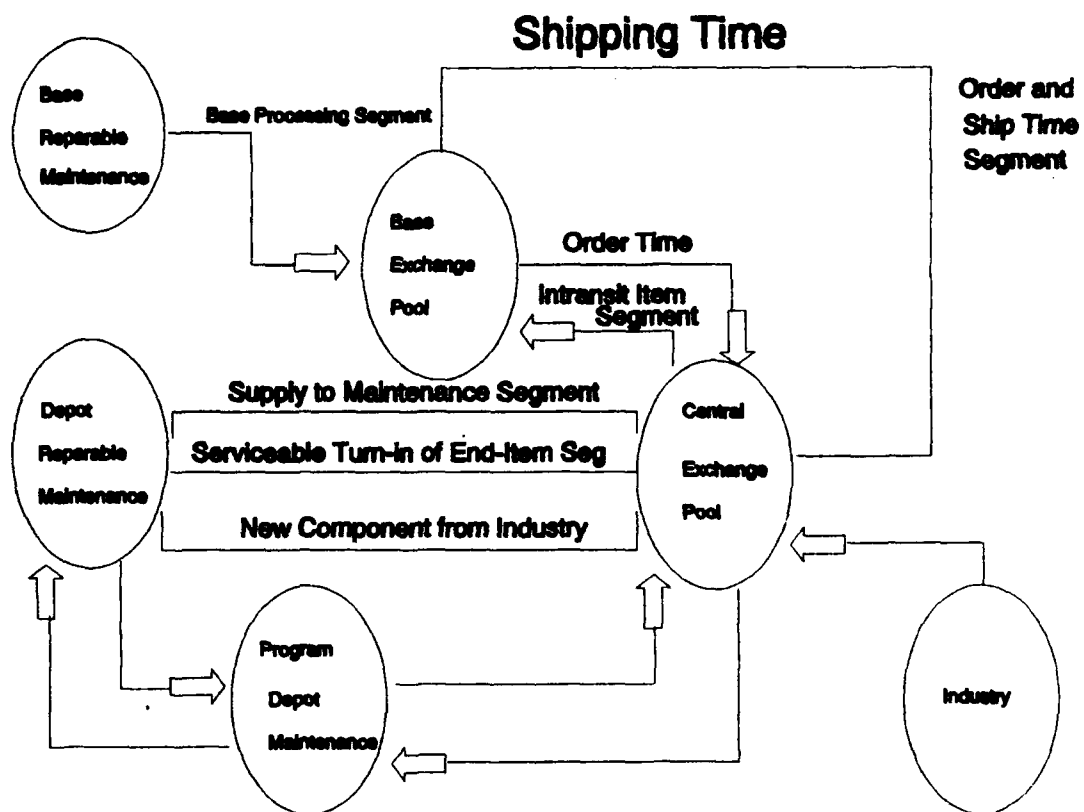 Shipping Time
Order and
Ship Time
Segment
Base
Reparable
Maintenance
Base Processing Segment
Base
Exchange
Pool
Order Time
Intransit Item
Segment
Supply to Maintenance Segment
Serviceable Turn-in of End-Item Seg
New Component from Industry
Depot
Reparable
Maintenance
Central
Exchange
Pool
Program
Depot
Maintenance
Industry